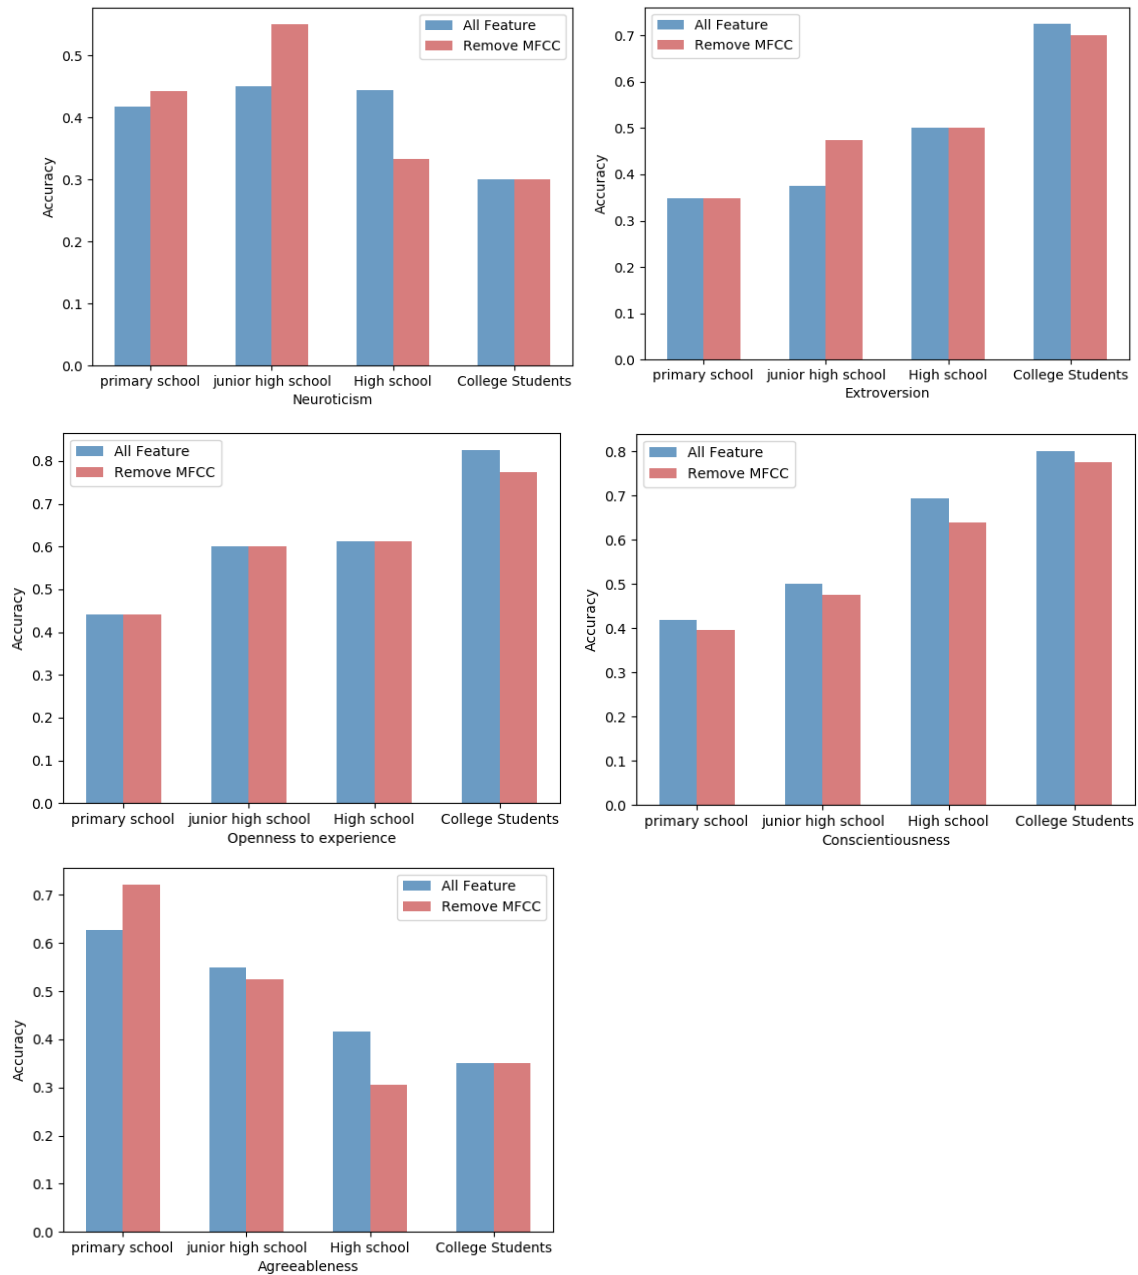 All Feature
Remove MFCC
0.5
0.4
0.3
0.2
0.1
0.0
Accuracy
primary school junior high school High school College Students
Neuroticism
All Feature
Remove MFCC
0.7
0.6
0.5
0.4
0.3
0.2
0.1
0.0
Accuracy
primary school junior high school High school College Students
Extroversion
All Feature
Remove MFCC
0.8
0.7
0.6
0.5
0.4
0.3
0.2
0.1
0.0
Accuracy
primary school junior high school High school College Students
Openness to experience
All Feature
Remove MFCC
0.8
0.7
0.6
0.5
0.4
0.3
0.2
0.1
0.0
Accuracy
primary school junior high school High school College Students
Conscientiousness
All Feature
Remove MFCC
0.7
0.6
0.5
0.4
0.3
0.2
0.1
0.0
Accuracy
primary school junior high school High school College Students
Agreeableness